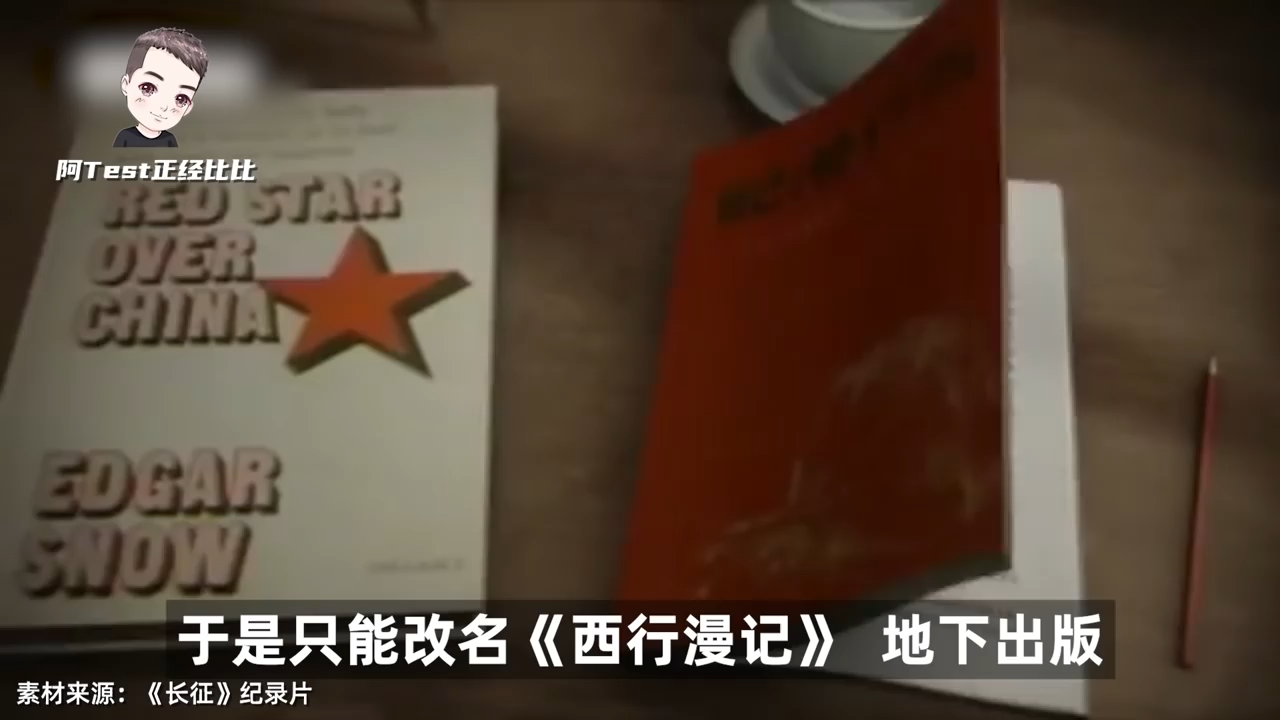 阿Test正经比比
RED STAR
OVER
CHINA
EDGAR
SNOW
于是只能改名《西行漫记》 地下出版
素材来源：《长征》纪录片